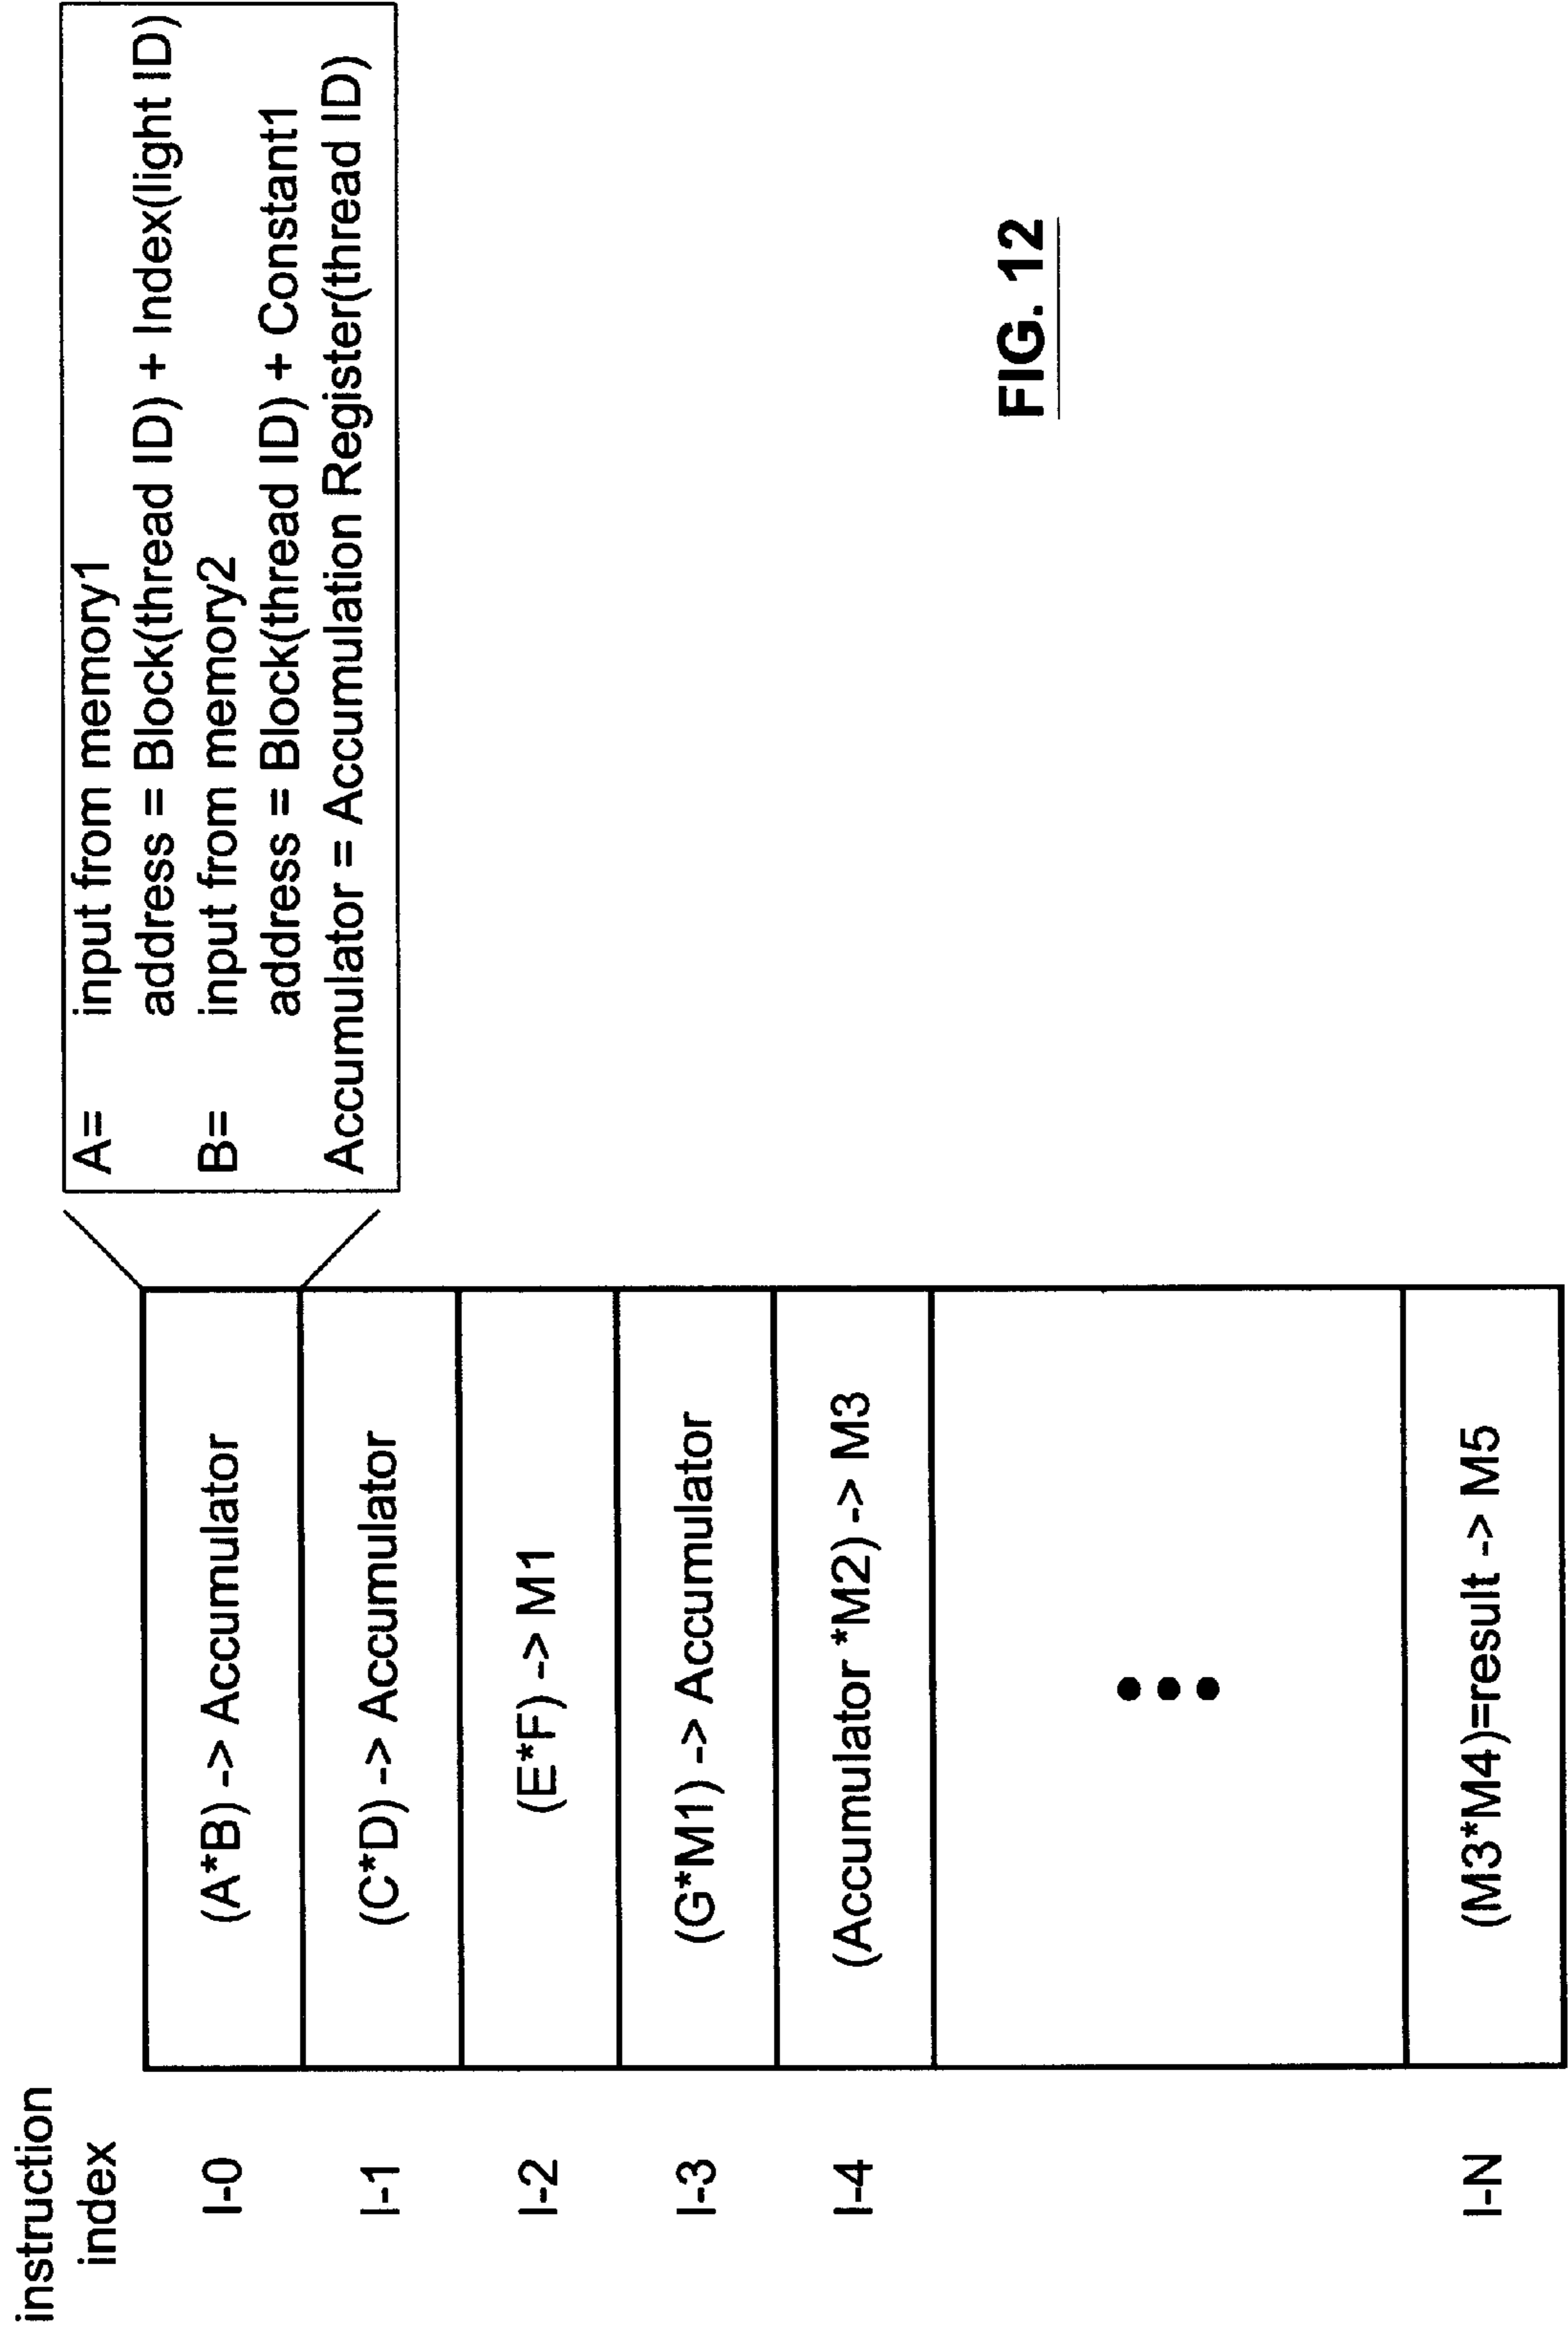 instruction
index
I-0
(A*B) -> Accumulator
I-1
(C*D) -> Accumulator
I-2
(E*F) -> M1
I-3
(G*M1) -> Accumulator
I-4
(Accumulator *M2) -> M3
I-N
(M3*M4)=result -> M5
A= input from memory1
address = Block(thread ID) + Index(light ID)
B= input from memory2
address = Block(thread ID) + Constant1
Accumulator = Accumulation Register(thread ID)
FIG. 12